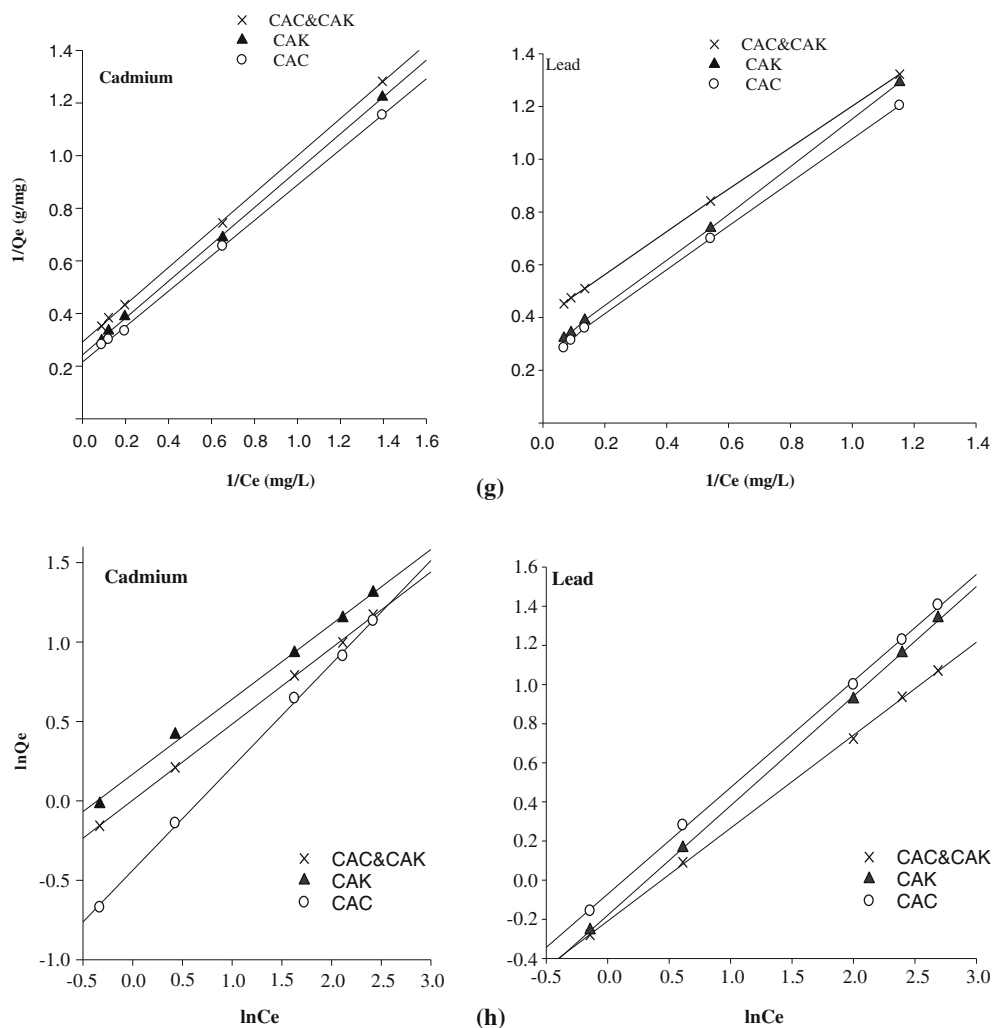 CAC&CAK
CAK
CAC
Cadmium
1.4
1.2
1.0
0.8
0.6
0.4
0.2
1/Qe (g/mg)
0.0 0.2 0.4 0.6 0.8 1.0 1.2 1.4 1.6
1/Ce (mg/L)
CAC&CAK
CAK
CAC
Lead
1.4
1.2
1.0
0.8
0.6
0.4
0.2
0.0 0.2 0.4 0.6 0.8 1.0 1.2 1.4
1/Ce (mg/L)
(g)
Cadmium
1.5
1.0
0.5
0.0
-0.5
-1.0
lnQe
CAC&CAK
CAK
CAC
-0.5 0.0 0.5 1.0 1.5 2.0 2.5 3.0
lnCe
Lead
1.6
1.4
1.2
1.0
0.8
0.6
0.4
0.2
0.0
-0.2
-0.4
CAC&CAK
CAK
CAC
-0.5 0.0 0.5 1.0 1.5 2.0 2.5 3.0
lnCe
(h)